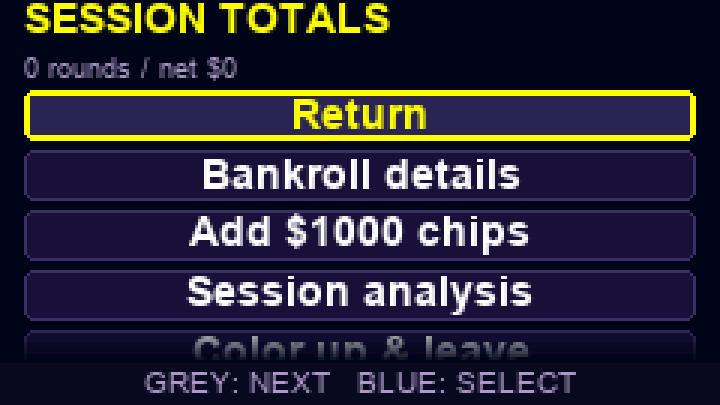 SESSION TOTALS
0 rounds / net $0
Return
Bankroll details
Add $1000 chips
Session analysis
Color up & leave
GREY: NEXT BLUE: SELECT